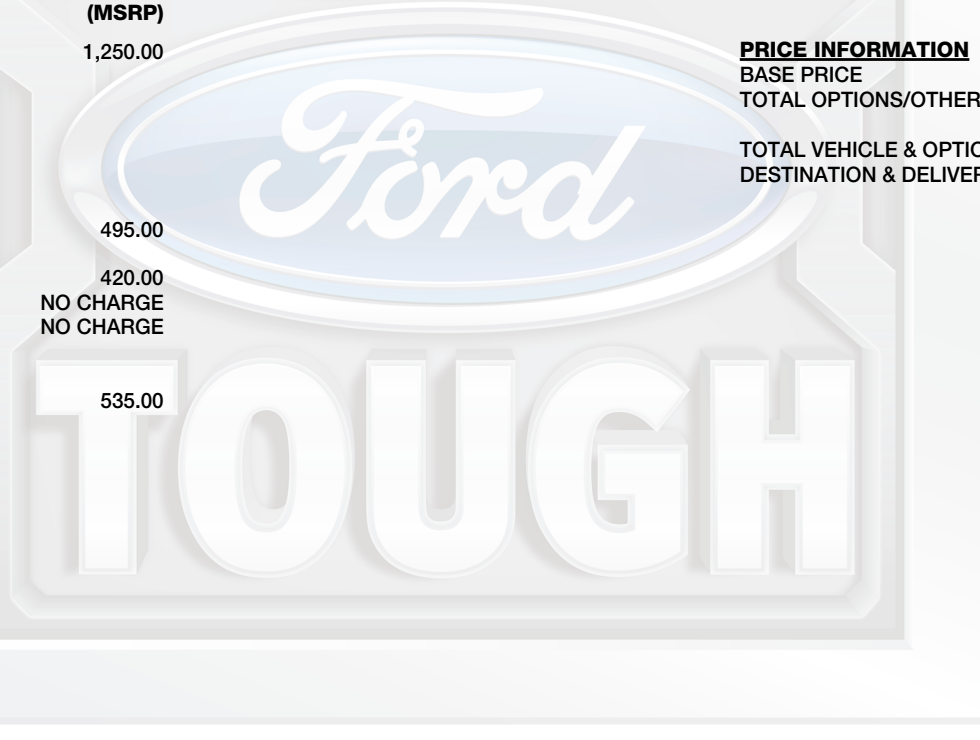 (MSRP)
1,250.00
495.00
420.00
NO CHARGE
NO CHARGE
535.00
PRICE INFORMATION
BASE PRICE
TOTAL OPTIONS/OTHER
TOTAL VEHICLE & OPTIO
DESTINATION & DELIVER
Ford
TOUGH